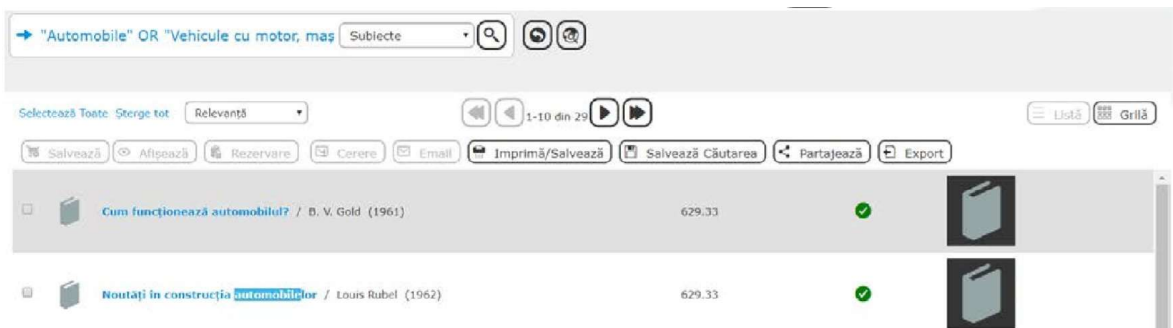 "Automobile" OR "Vehicule cu motor, maș Subiecte
Selectează Toate Șterge tot Relevanță 1-10 din 29 Listă Grilă
Salvează Afișează Rezervare Cerere Email Imprimă/Salvează Salvează Căutarea Partajează Export
Cum funcționează automobilul? / B. V. Gold (1961) 629.33
Noutăți în construcția automobilelor / Louis Rubel (1962) 629.33